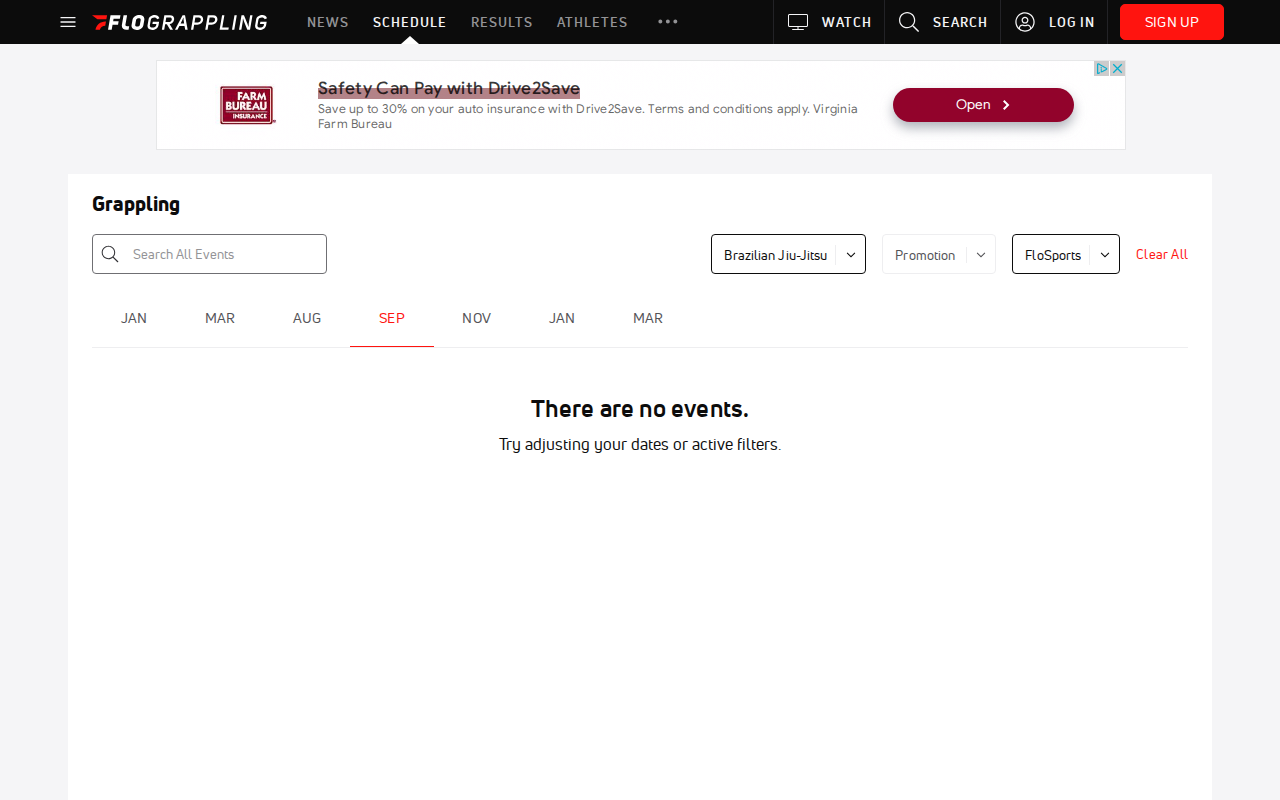 FLOGRAPPLING NEWS SCHEDULE RESULTS ATHLETES WATCH SEARCH LOG IN SIGN UP
FARM BUREAU INSURANCE
Safety Can Pay with Drive2Save
Save up to 30% on your auto insurance with Drive2Save. Terms and conditions apply. Virginia
Farm Bureau
Open
Grappling
Search All Events Brazilian Jiu-Jitsu Promotion FloSports Clear All
JAN MAR AUG SEP NOV JAN MAR
There are no events.
Try adjusting your dates or active filters.